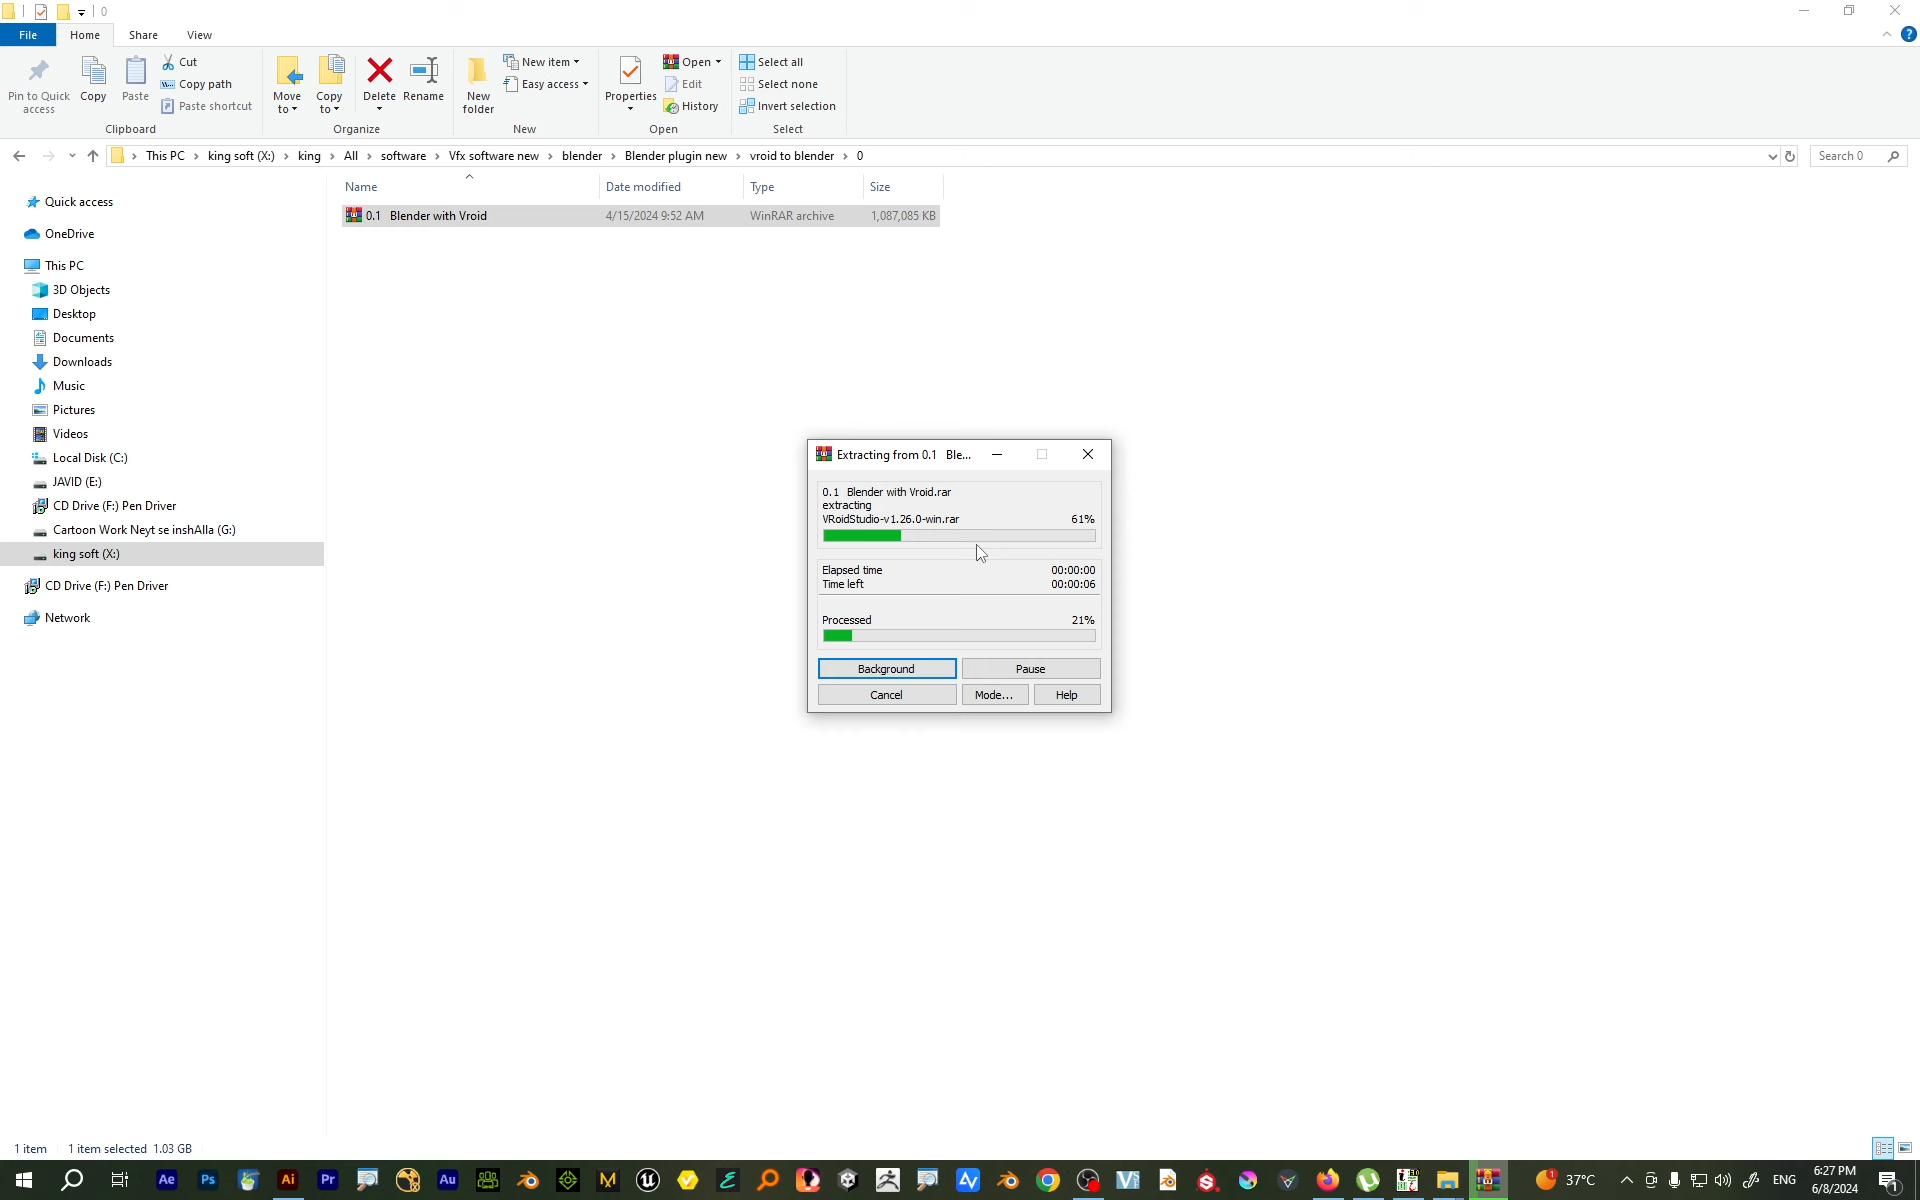 0
File Home Share View
Pin to Quick access
Copy
Paste
Cut
Copy path
Paste shortcut
Clipboard
Move to
Copy to
Delete
Rename
Organize
New folder
New item
Easy access
New
Properties
Open
Edit
History
Open
Select all
Select none
Invert selection
Select
This PC > king soft (X:) > king > All > software > Vfx software new > blender > Blender plugin new > vroid to blender > 0
Search 0
Name Date modified Type Size
0.1 Blender with Vroid 4/15/2024 9:52 AM WinRAR archive 1,087,085 KB
Quick access
OneDrive
This PC
3D Objects
Desktop
Documents
Downloads
Music
Pictures
Videos
Local Disk (C:)
JAVID (E:)
CD Drive (F:) Pen Driver
Cartoon Work Neyt se inshAlla (G:)
king soft (X:)
CD Drive (F:) Pen Driver
Network
Extracting from 0.1 Ble...
0.1 Blender with Vroid.rar
extracting
VRoidStudio-v1.26.0-win.rar 61%
Elapsed time 00:00:00
Time left 00:00:06
Processed 21%
Background Pause
Cancel Mode... Help
1 item 1 item selected 1.03 GB
Ae Ps Ai Pr Au
37°C
ENG
6:27 PM
6/8/2024
1